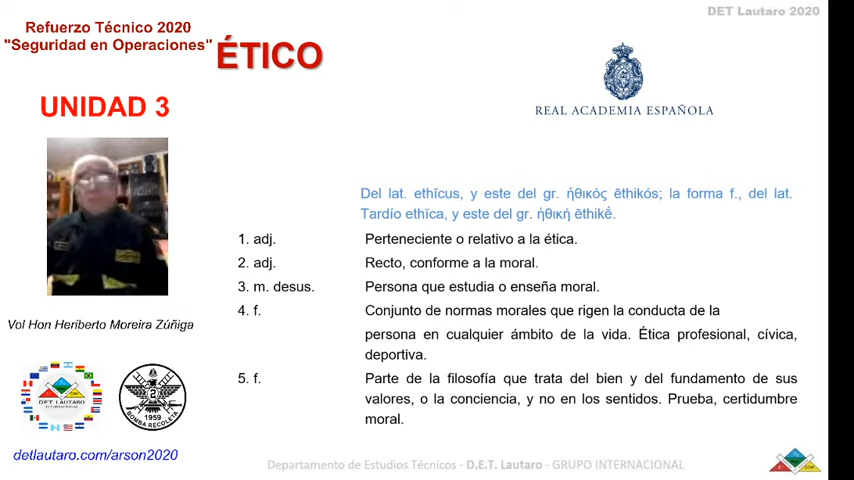 DET Lautaro 2020
Refuerzo Técnico 2020
"Seguridad en Operaciones"
ÉTICO
UNIDAD 3
REAL ACADEMIA ESPAÑOLA
Del lat. ethĭcus, y este del gr. ἠθικός ēthikós; la forma f., del lat.
Tardío ethĭca, y este del gr. ἠθική ēthikḗ.
1. adj. Perteneciente o relativo a la ética.
2. adj. Recto, conforme a la moral.
3. m. desus. Persona que estudia o enseña moral.
4. f. Conjunto de normas morales que rigen la conducta de la
persona en cualquier ámbito de la vida. Ética profesional, cívica,
deportiva.
5. f. Parte de la filosofía que trata del bien y del fundamento de sus
valores, o la conciencia, y no en los sentidos. Prueba, certidumbre
moral.
Vol Hon Heriberto Moreira Zúñiga
DET LAUTARO
2
1959
BOMBA RECOLETA
detlautaro.com/arson2020
Departamento de Estudios Técnicos - D.E.T. Lautaro - GRUPO INTERNACIONAL